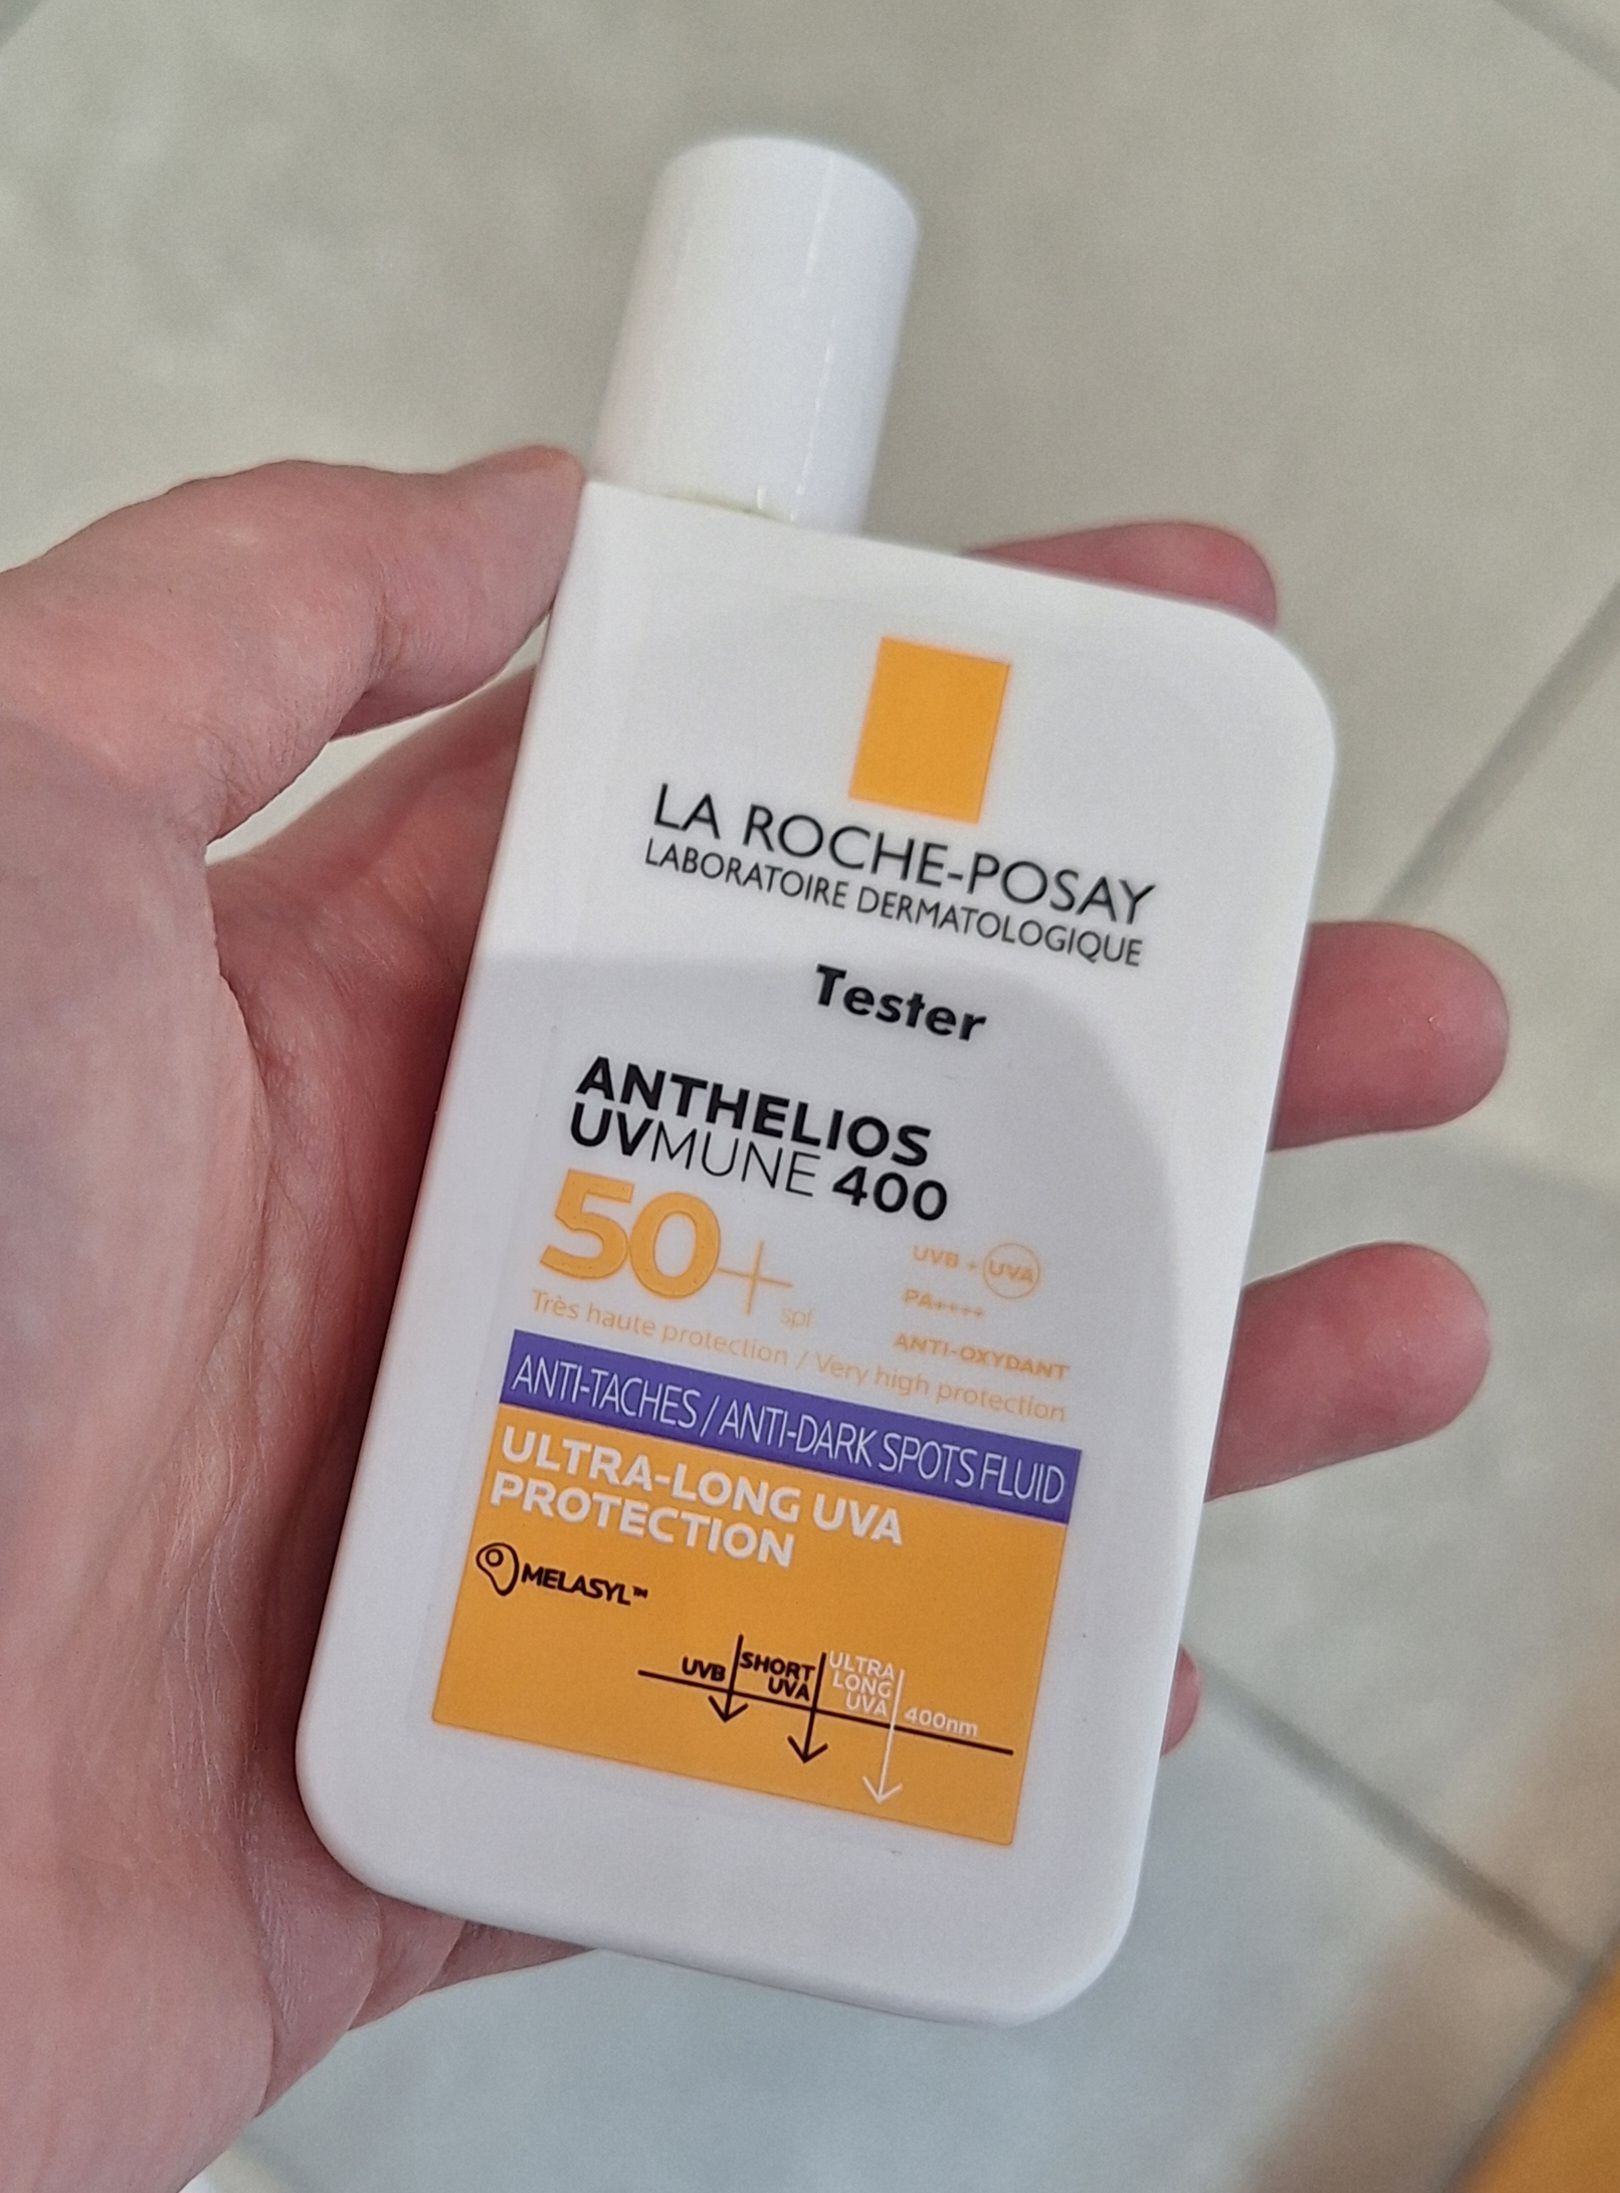 LA ROCHE-POSAY
LABORATOIRE DERMATOLOGIQUE
Tester
ANTHELIOS
UVMUNE 400
50+ spf
UVB + UVA
PA++++
ANTI-OXYDANT
Très haute protection / Very high protection
ANTI-TACHES / ANTI-DARK SPOTS FLUID
ULTRA-LONG UVA
PROTECTION
MELASYL™
UVB
SHORT
UVA
ULTRA
LONG
UVA
400nm